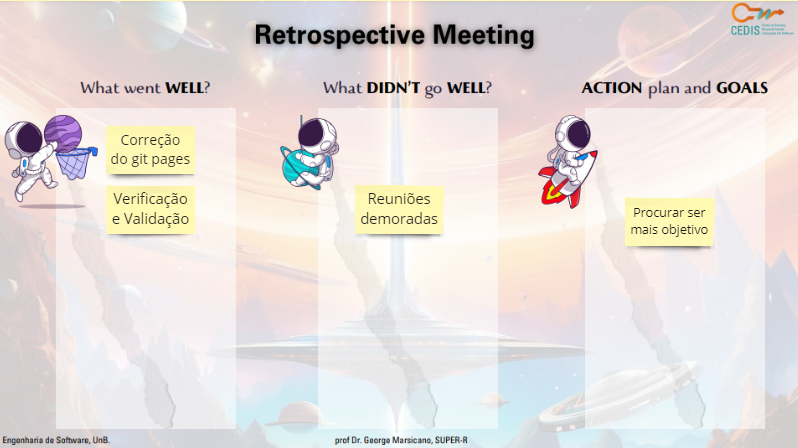 Retrospective Meeting
CEDIS
What went WELL?
Correção
do git pages
Verificação
e Validação
What DIDN'T go WELL?
Reuniões
demoradas
ACTION plan and GOALS
Procurar ser
mais objetivo
Engenharia de Software, UnB.
prof Dr. George Marsicano, SUPER-R